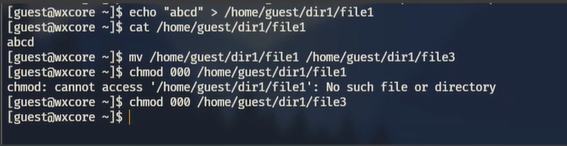 [guest@wxcore ~]$ echo "abcd" > /home/guest/dir1/file1
[guest@wxcore ~]$ cat /home/guest/dir1/file1
abcd
[guest@wxcore ~]$ mv /home/guest/dir1/file1 /home/guest/dir1/file3
[guest@wxcore ~]$ chmod 000 /home/guest/dir1/file1
chmod: cannot access '/home/guest/dir1/file1': No such file or directory
[guest@wxcore ~]$ chmod 000 /home/guest/dir1/file3
[guest@wxcore ~]$